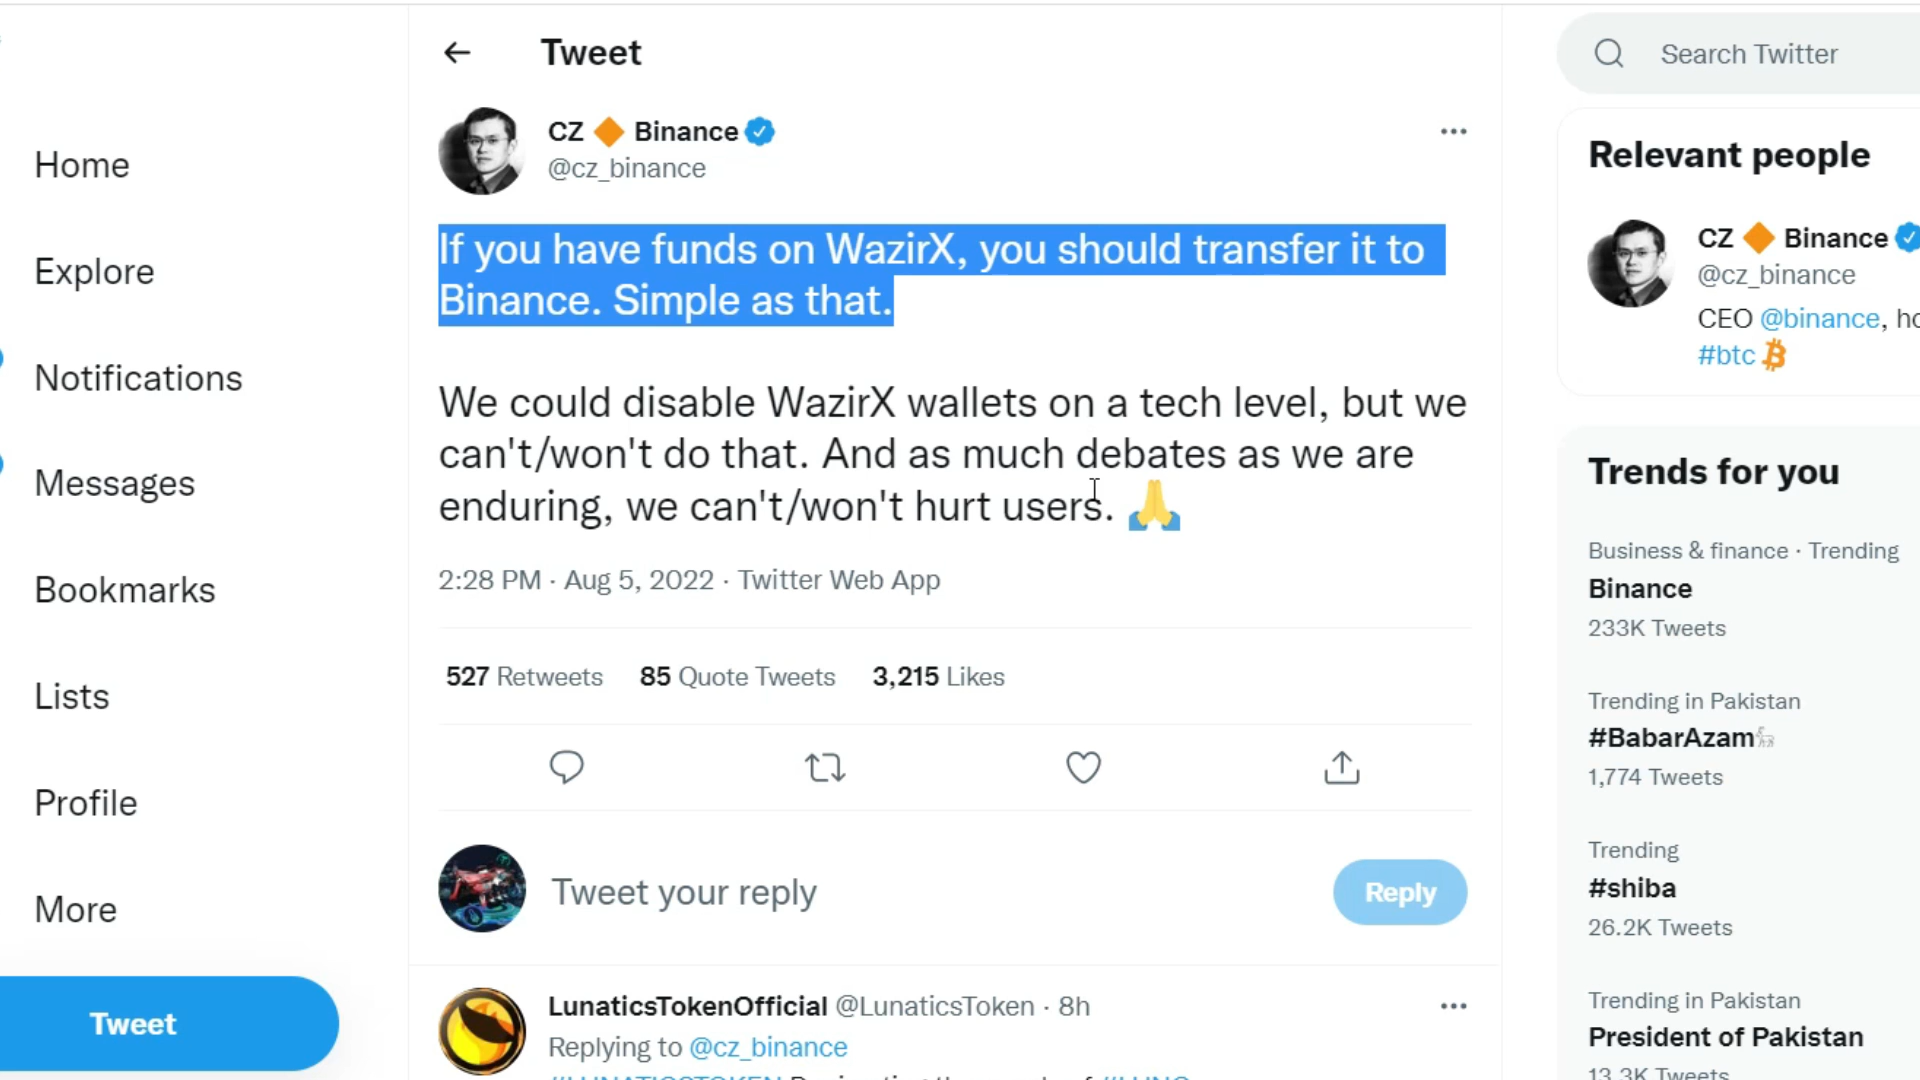 Tweet
Search Twitter
CZ 🔶 Binance
@cz_binance
If you have funds on WazirX, you should transfer it to
Binance. Simple as that.
We could disable WazirX wallets on a tech level, but we
can't/won't do that. And as much debates as we are
enduring, we can't/won't hurt users. 🙏
2:28 PM · Aug 5, 2022 · Twitter Web App
527 Retweets 85 Quote Tweets 3,215 Likes
Tweet your reply
Reply
LunaticsTokenOfficial @LunaticsToken · 8h
Replying to @cz_binance
Home
Explore
Notifications
Messages
Bookmarks
Lists
Profile
More
Tweet
Relevant people
CZ 🔶 Binance
@cz_binance
CEO @binance,
#btc
Trends for you
Business & finance · Trending
Binance
233K Tweets
Trending in Pakistan
#BabarAzam
1,774 Tweets
Trending
#shiba
26.2K Tweets
Trending in Pakistan
President of Pakistan
13.3K Tweets